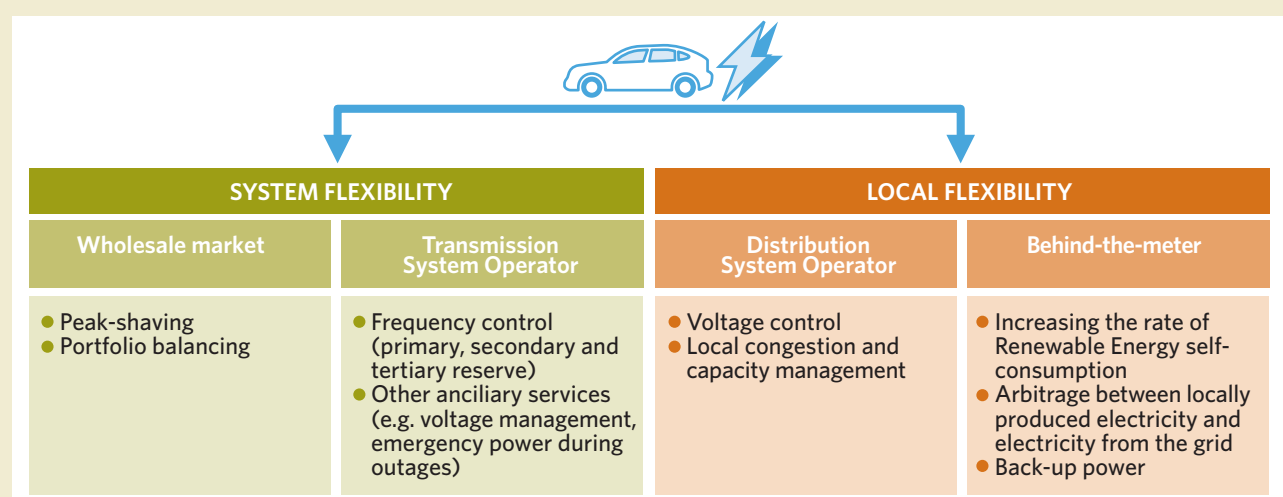 SYSTEM FLEXIBILITY
Wholesale market
● Peak-shaving
● Portfolio balancing
Transmission
System Operator
● Frequency control
(primary, secondary and
tertiary reserve)
● Other ancillary services
(e.g. voltage management,
emergency power during
outages)
LOCAL FLEXIBILITY
Distribution
System Operator
● Voltage control
● Local congestion and
capacity management
Behind-the-meter
● Increasing the rate of
Renewable Energy self-
consumption
● Arbitrage between locally
produced electricity and
electricity from the grid
● Back-up power